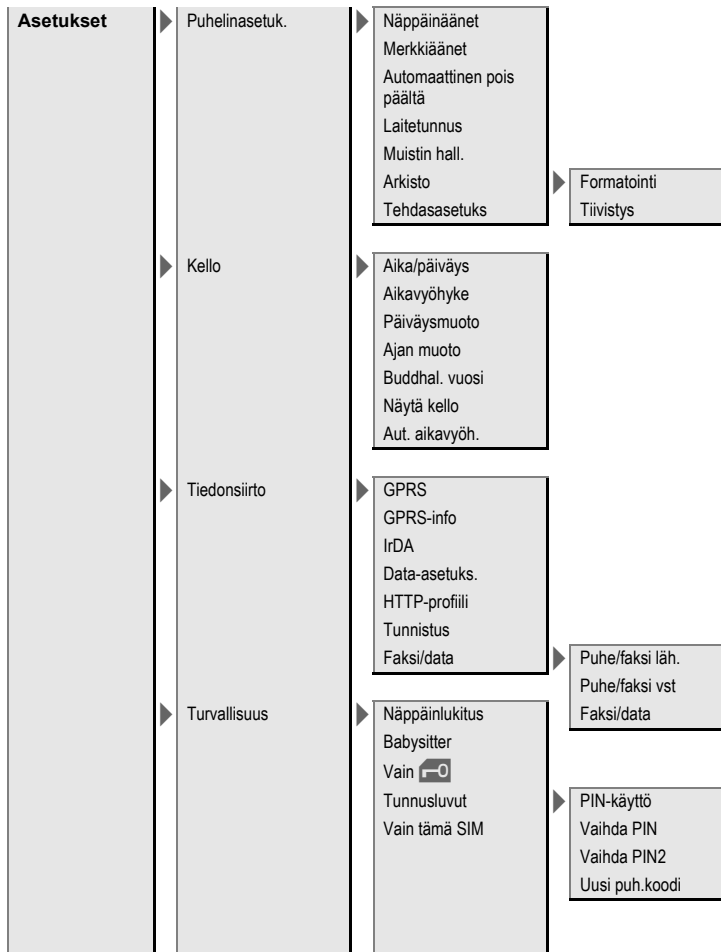 Asetukset
Puhelinasetuk.
Näppäinäänet
Merkkiäänet
Automaattinen pois
päältä
Laitetunnus
Muistin hall.
Arkisto
Formatointi
Tehdasasetuks
Tiivistys
Kello
Aika/päiväys
Aikavyöhyke
Päiväysmuoto
Ajan muoto
Buddhal. vuosi
Näytä kello
Aut. aikavyöh.
Tiedonsiirto
GPRS
GPRS-info
IrDA
Data-asetuks.
HTTP-profiili
Tunnistus
Faksi/data
Puhe/faksi läh.
Puhe/faksi vst
Faksi/data
Turvallisuus
Näppäinlukitus
Babysitter
Vain
Tunnusluvut
Vain tämä SIM
PIN-käyttö
Vaihda PIN
Vaihda PIN2
Uusi puh.koodi